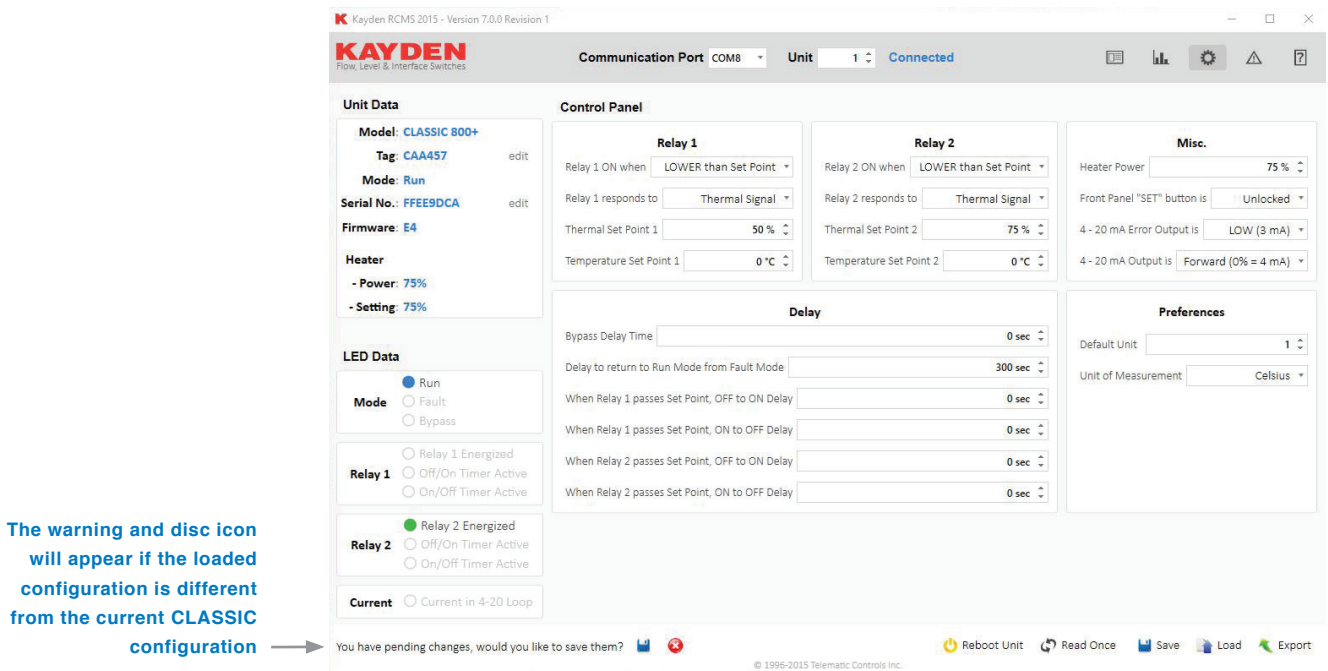 Kayden RCMS 2015 - Version 7.0.0 Revision 1
KAYDEN
Flow, Level & Interface Switches
Communication Port COM8 Unit 1 Connected
Unit Data
Model: CLASSIC 800+
Tag: CAA457 edit
Mode: Run
Serial No.: FFEE9DCA edit
Firmware: E4
Heater
- Power: 75%
- Setting: 75%
LED Data
Mode
Run
Fault
Bypass
Relay 1
Relay 1 Energized
Off/On Timer Active
On/Off Timer Active
Relay 2
Relay 2 Energized
Off/On Timer Active
On/Off Timer Active
Current Current in 4-20 Loop
Control Panel
Relay 1
Relay 1 ON when LOWER than Set Point
Relay 1 responds to Thermal Signal
Thermal Set Point 1 50 %
Temperature Set Point 1 0 °C
Relay 2
Relay 2 ON when LOWER than Set Point
Relay 2 responds to Thermal Signal
Thermal Set Point 2 75 %
Temperature Set Point 2 0 °C
Misc.
Heater Power 75 %
Front Panel "SET" button is Unlocked
4 - 20 mA Error Output is LOW (3 mA)
4 - 20 mA Output is Forward (0% = 4 mA)
Delay
Bypass Delay Time 0 sec
Delay to return to Run Mode from Fault Mode 300 sec
When Relay 1 passes Set Point, OFF to ON Delay 0 sec
When Relay 1 passes Set Point, ON to OFF Delay 0 sec
When Relay 2 passes Set Point, OFF to ON Delay 0 sec
When Relay 2 passes Set Point, ON to OFF Delay 0 sec
Preferences
Default Unit 1
Unit of Measurement Celsius
The warning and disc icon
will appear if the loaded
configuration is different
from the current CLASSIC
configuration
You have pending changes, would you like to save them?
Reboot Unit Read Once Save Load Export
© 1996-2015 Telematic Controls Inc.